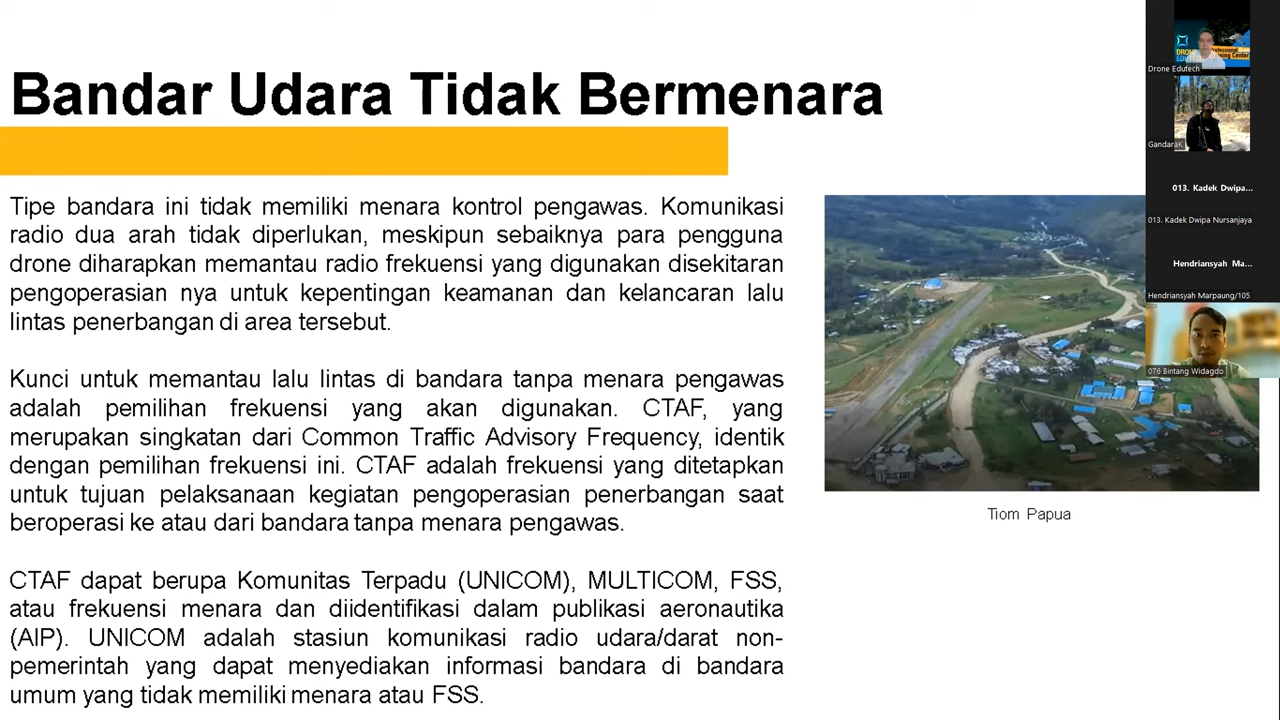 Bandar Udara Tidak Bermenara
Tipe bandara ini tidak memiliki menara kontrol pengawas. Komunikasi
radio dua arah tidak diperlukan, meskipun sebaiknya para pengguna
drone diharapkan memantau radio frekuensi yang digunakan disekitaran
pengoperasian nya untuk kepentingan keamanan dan kelancaran lalu
lintas penerbangan di area tersebut.
Kunci untuk memantau lalu lintas di bandara tanpa menara pengawas
adalah pemilihan frekuensi yang akan digunakan. CTAF, yang
merupakan singkatan dari Common Traffic Advisory Frequency, identik
dengan pemilihan frekuensi ini. CTAF adalah frekuensi yang ditetapkan
untuk tujuan pelaksanaan kegiatan pengoperasian penerbangan saat
beroperasi ke atau dari bandara tanpa menara pengawas.
CTAF dapat berupa Komunitas Terpadu (UNICOM), MULTICOM, FSS,
atau frekuensi menara dan diidentifikasi dalam publikasi aeronautika
(AIP). UNICOM adalah stasiun komunikasi radio udara/darat non-
pemerintah yang dapat menyediakan informasi bandara di bandara
umum yang tidak memiliki menara atau FSS.
Tiom Papua
Drone Edutech
GandaraK
013. Kadek Dwipa...
013. Kadek Dwipa Nursanjaya
Hendriansyah Ma...
Hendriansyah Marpaung/105
076 Bintang Widagdo